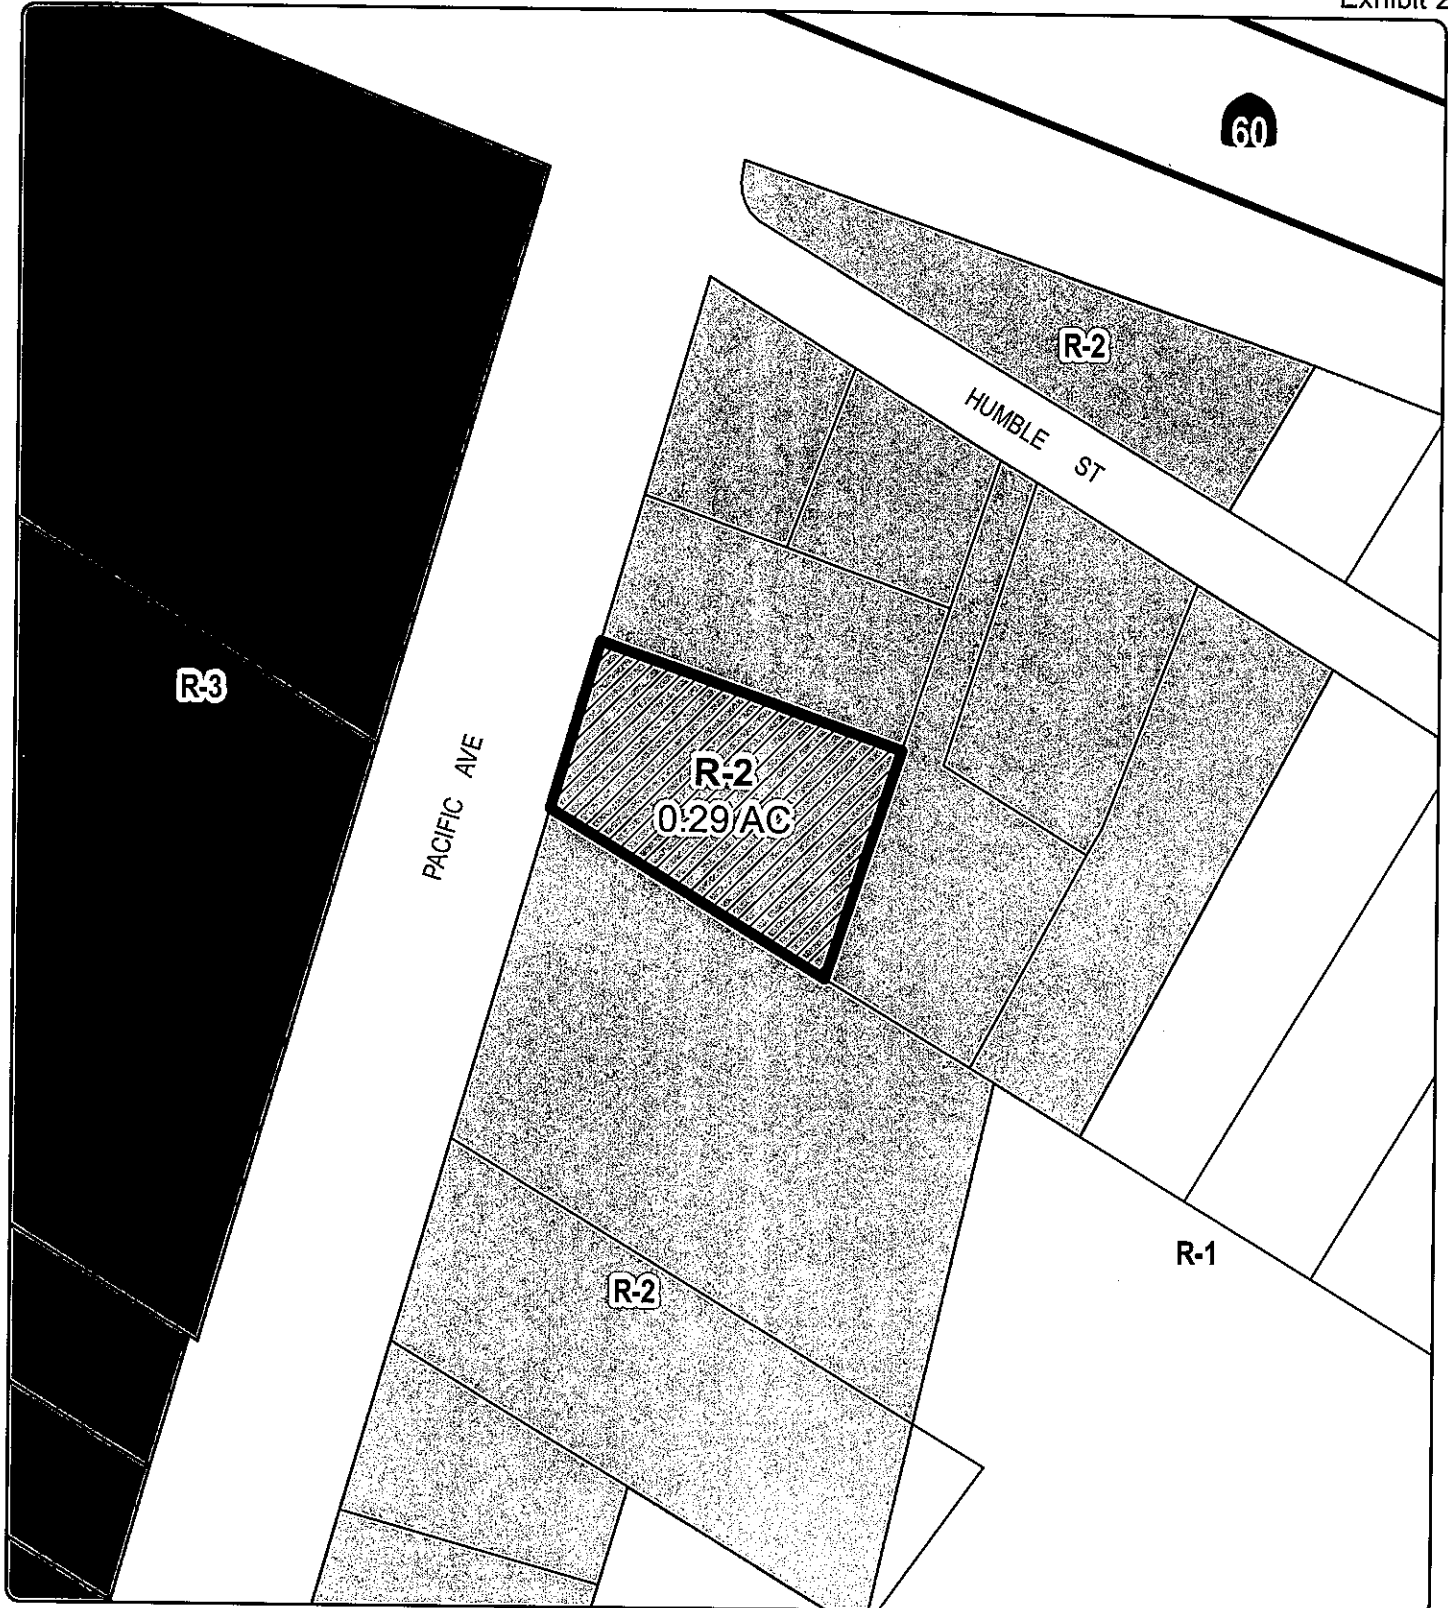 Exhibit 2
60
R-2
HUMBLE ST
R-3
PACIFIC AVE
R-2
0.29 AC
R-1
R-2